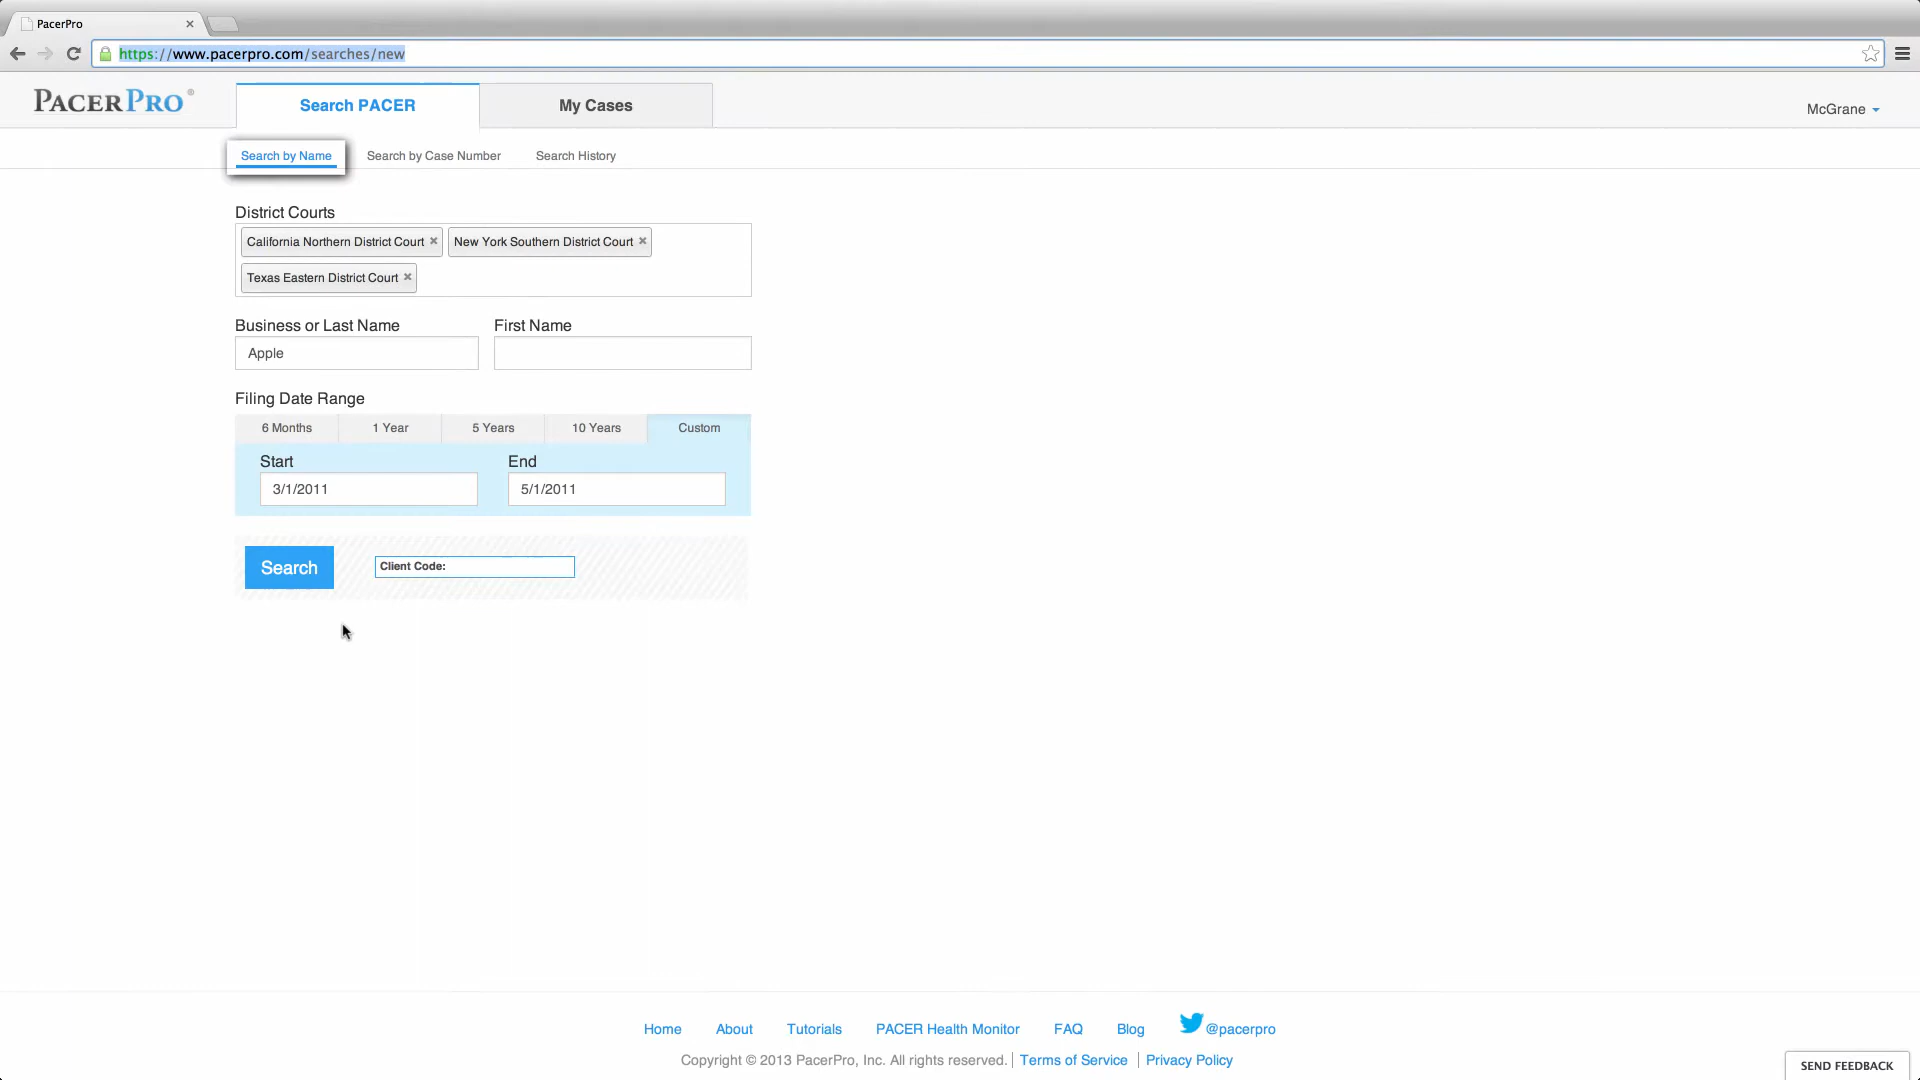 PacerPro
https://www.pacerpro.com/searches/new
PACERPRO® Search PACER My Cases McGrane
Search by Name Search by Case Number Search History
District Courts
California Northern District Court New York Southern District Court
Texas Eastern District Court
Business or Last Name First Name
Apple
Filing Date Range
6 Months 1 Year 5 Years 10 Years Custom
Start End
3/1/2011 5/1/2011
Search Client Code:
Home About Tutorials PACER Health Monitor FAQ Blog @pacerpro
Copyright © 2013 PacerPro, Inc. All rights reserved. | Terms of Service | Privacy Policy
SEND FEEDBACK